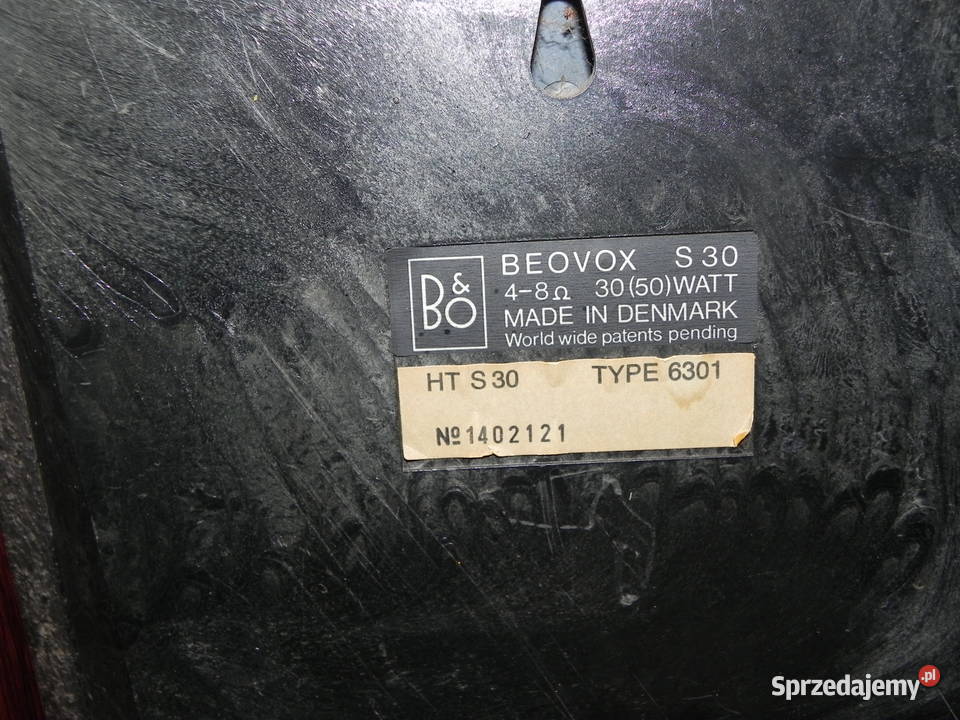 B&O
BEOVOX S 30
4-8Ω 30(50)WATT
MADE IN DENMARK
World wide patents pending
HT S 30 TYPE 6301
№1402121
Sprzedajemy.pl